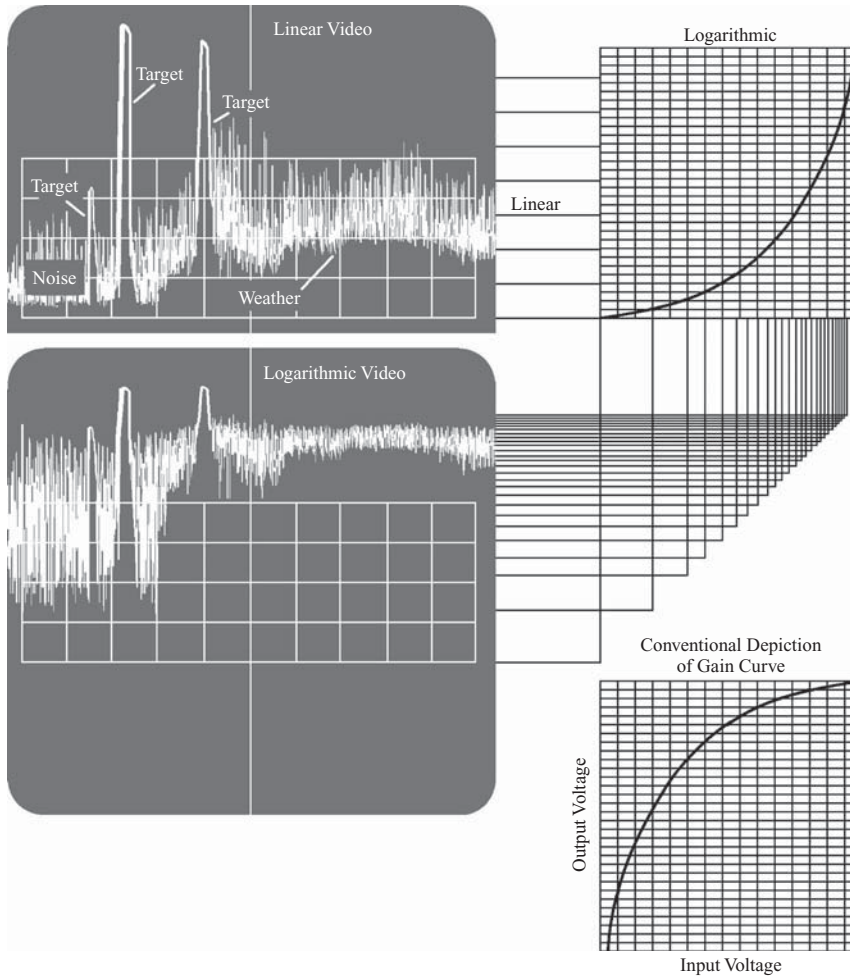 Linear Video
Logarithmic
Target
Target
Target
Linear
Noise
Weather
Logarithmic Video
Conventional Depiction
of Gain Curve
Output Voltage
Input Voltage